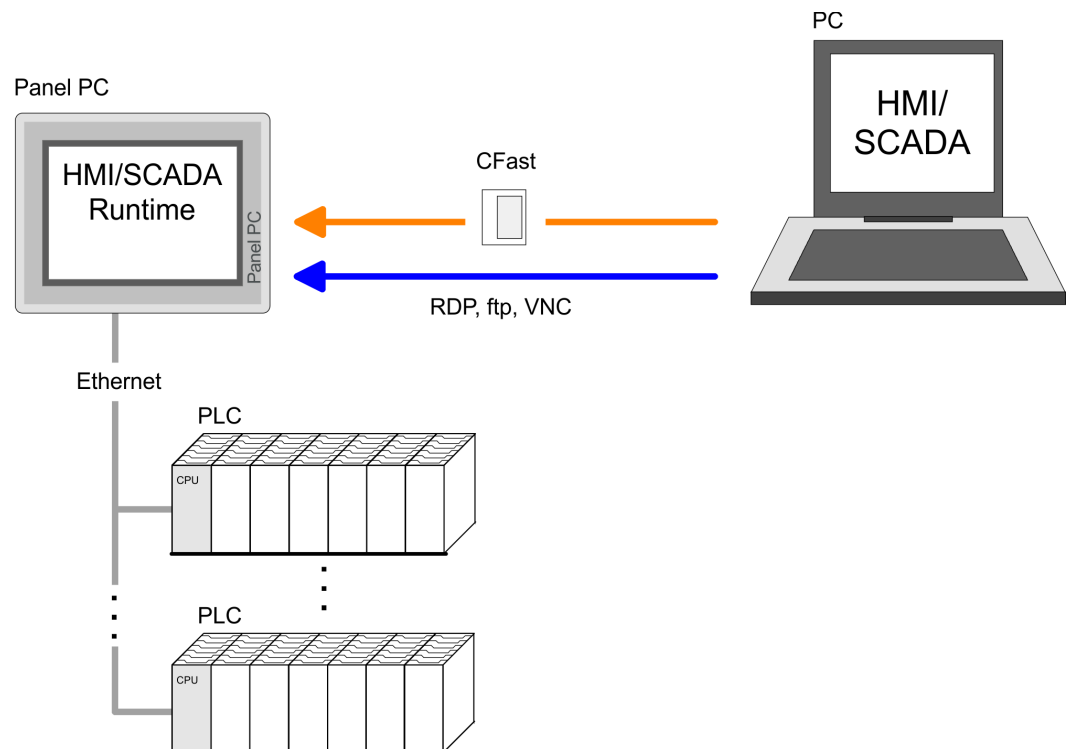 PC
Panel PC
HMI/SCADA
Runtime
Panel PC
CFast
HMI/
SCADA
RDP, ftp, VNC
Ethernet
PLC
CPU
PLC
CPU